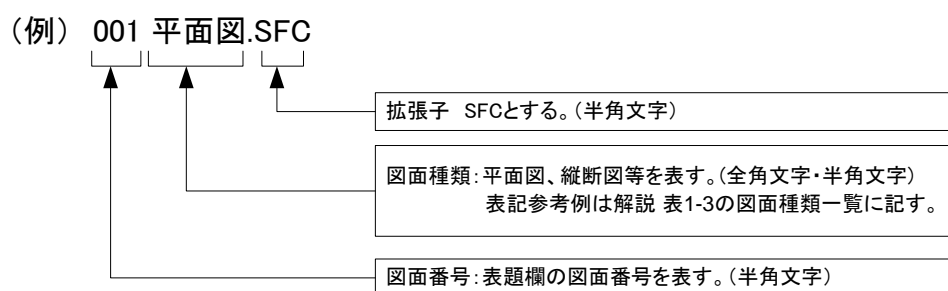 (例) 001 平面図.SFC
拡張子 SFCとする。(半角文字)
図面種類:平面図、縦断図等を表す。(全角文字・半角文字)
表記参考例は解説 表1-3の図面種類一覧に記す。
図面番号:表題欄の図面番号を表す。(半角文字)